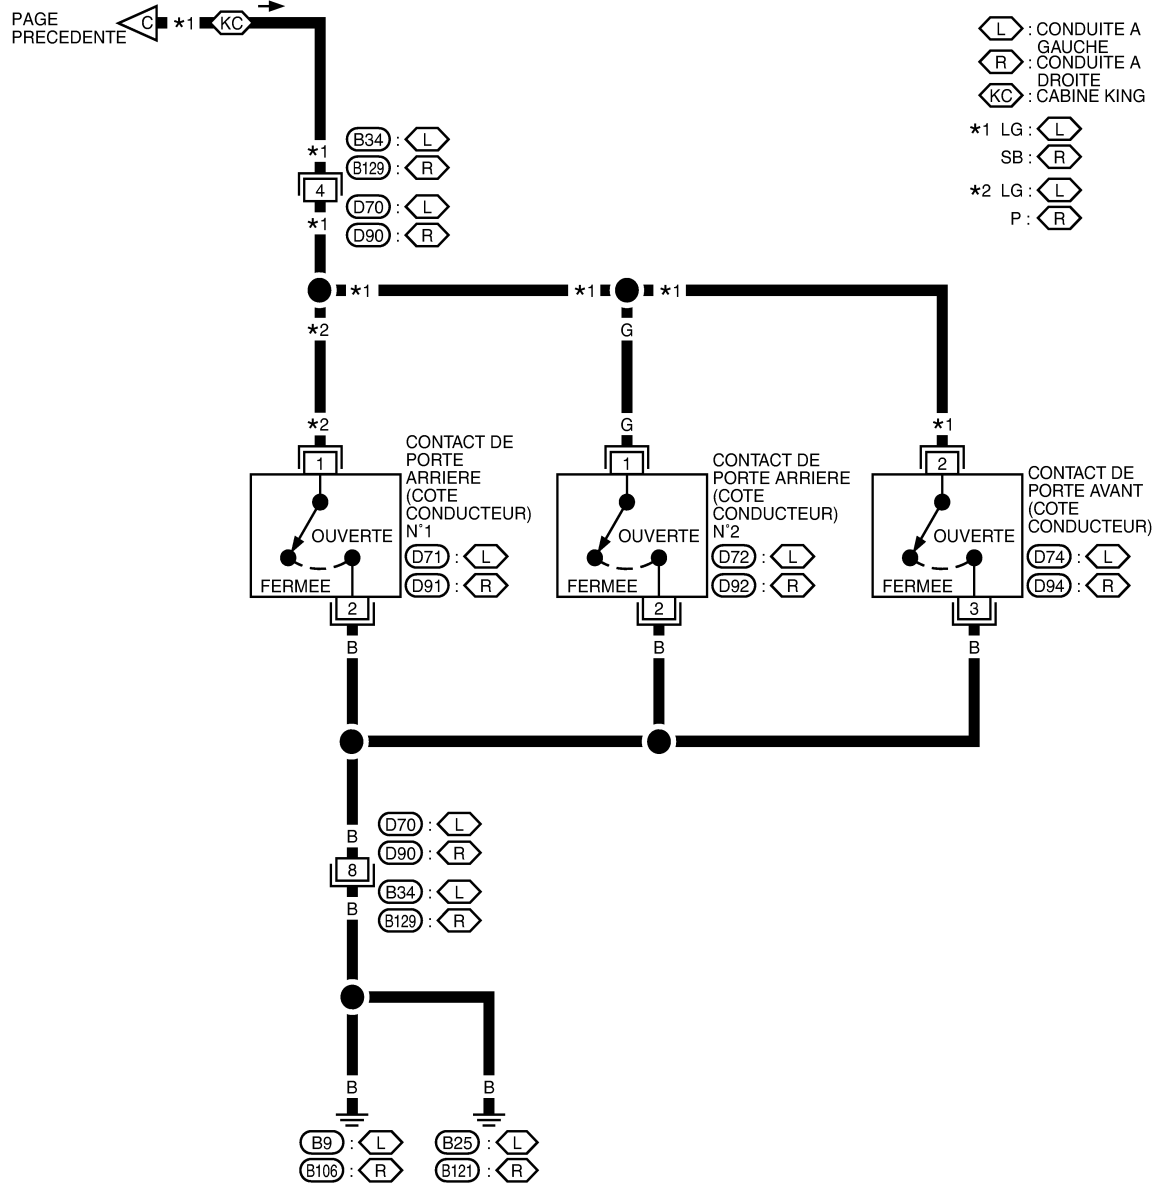 PAGE
PRECEDENTE
C
*1
KC
L : CONDUITE A
GAUCHE
R : CONDUITE A
DROITE
KC : CABINE KING
*1 LG : L
SB : R
*2 LG : L
P : R
*1
B34 : L
B129 : R
4
D70 : L
*1
D90 : R
*1
*1
*1
*2
G
*2
G
*1
1
CONTACT DE
PORTE
ARRIERE
(COTE
CONDUCTEUR)
N°1
OUVERTE
D71 : L
FERMEE
D91 : R
2
B
1
CONTACT DE
PORTE ARRIERE
(COTE
CONDUCTEUR)
N°2
OUVERTE
D72 : L
FERMEE
D92 : R
2
B
2
CONTACT DE
PORTE AVANT
(COTE
CONDUCTEUR)
OUVERTE
D74 : L
FERMEE
D94 : R
3
B
D70 : L
B
D90 : R
8
B34 : L
B
B129 : R
B
B
B9 : L
B106 : R
B25 : L
B121 : R